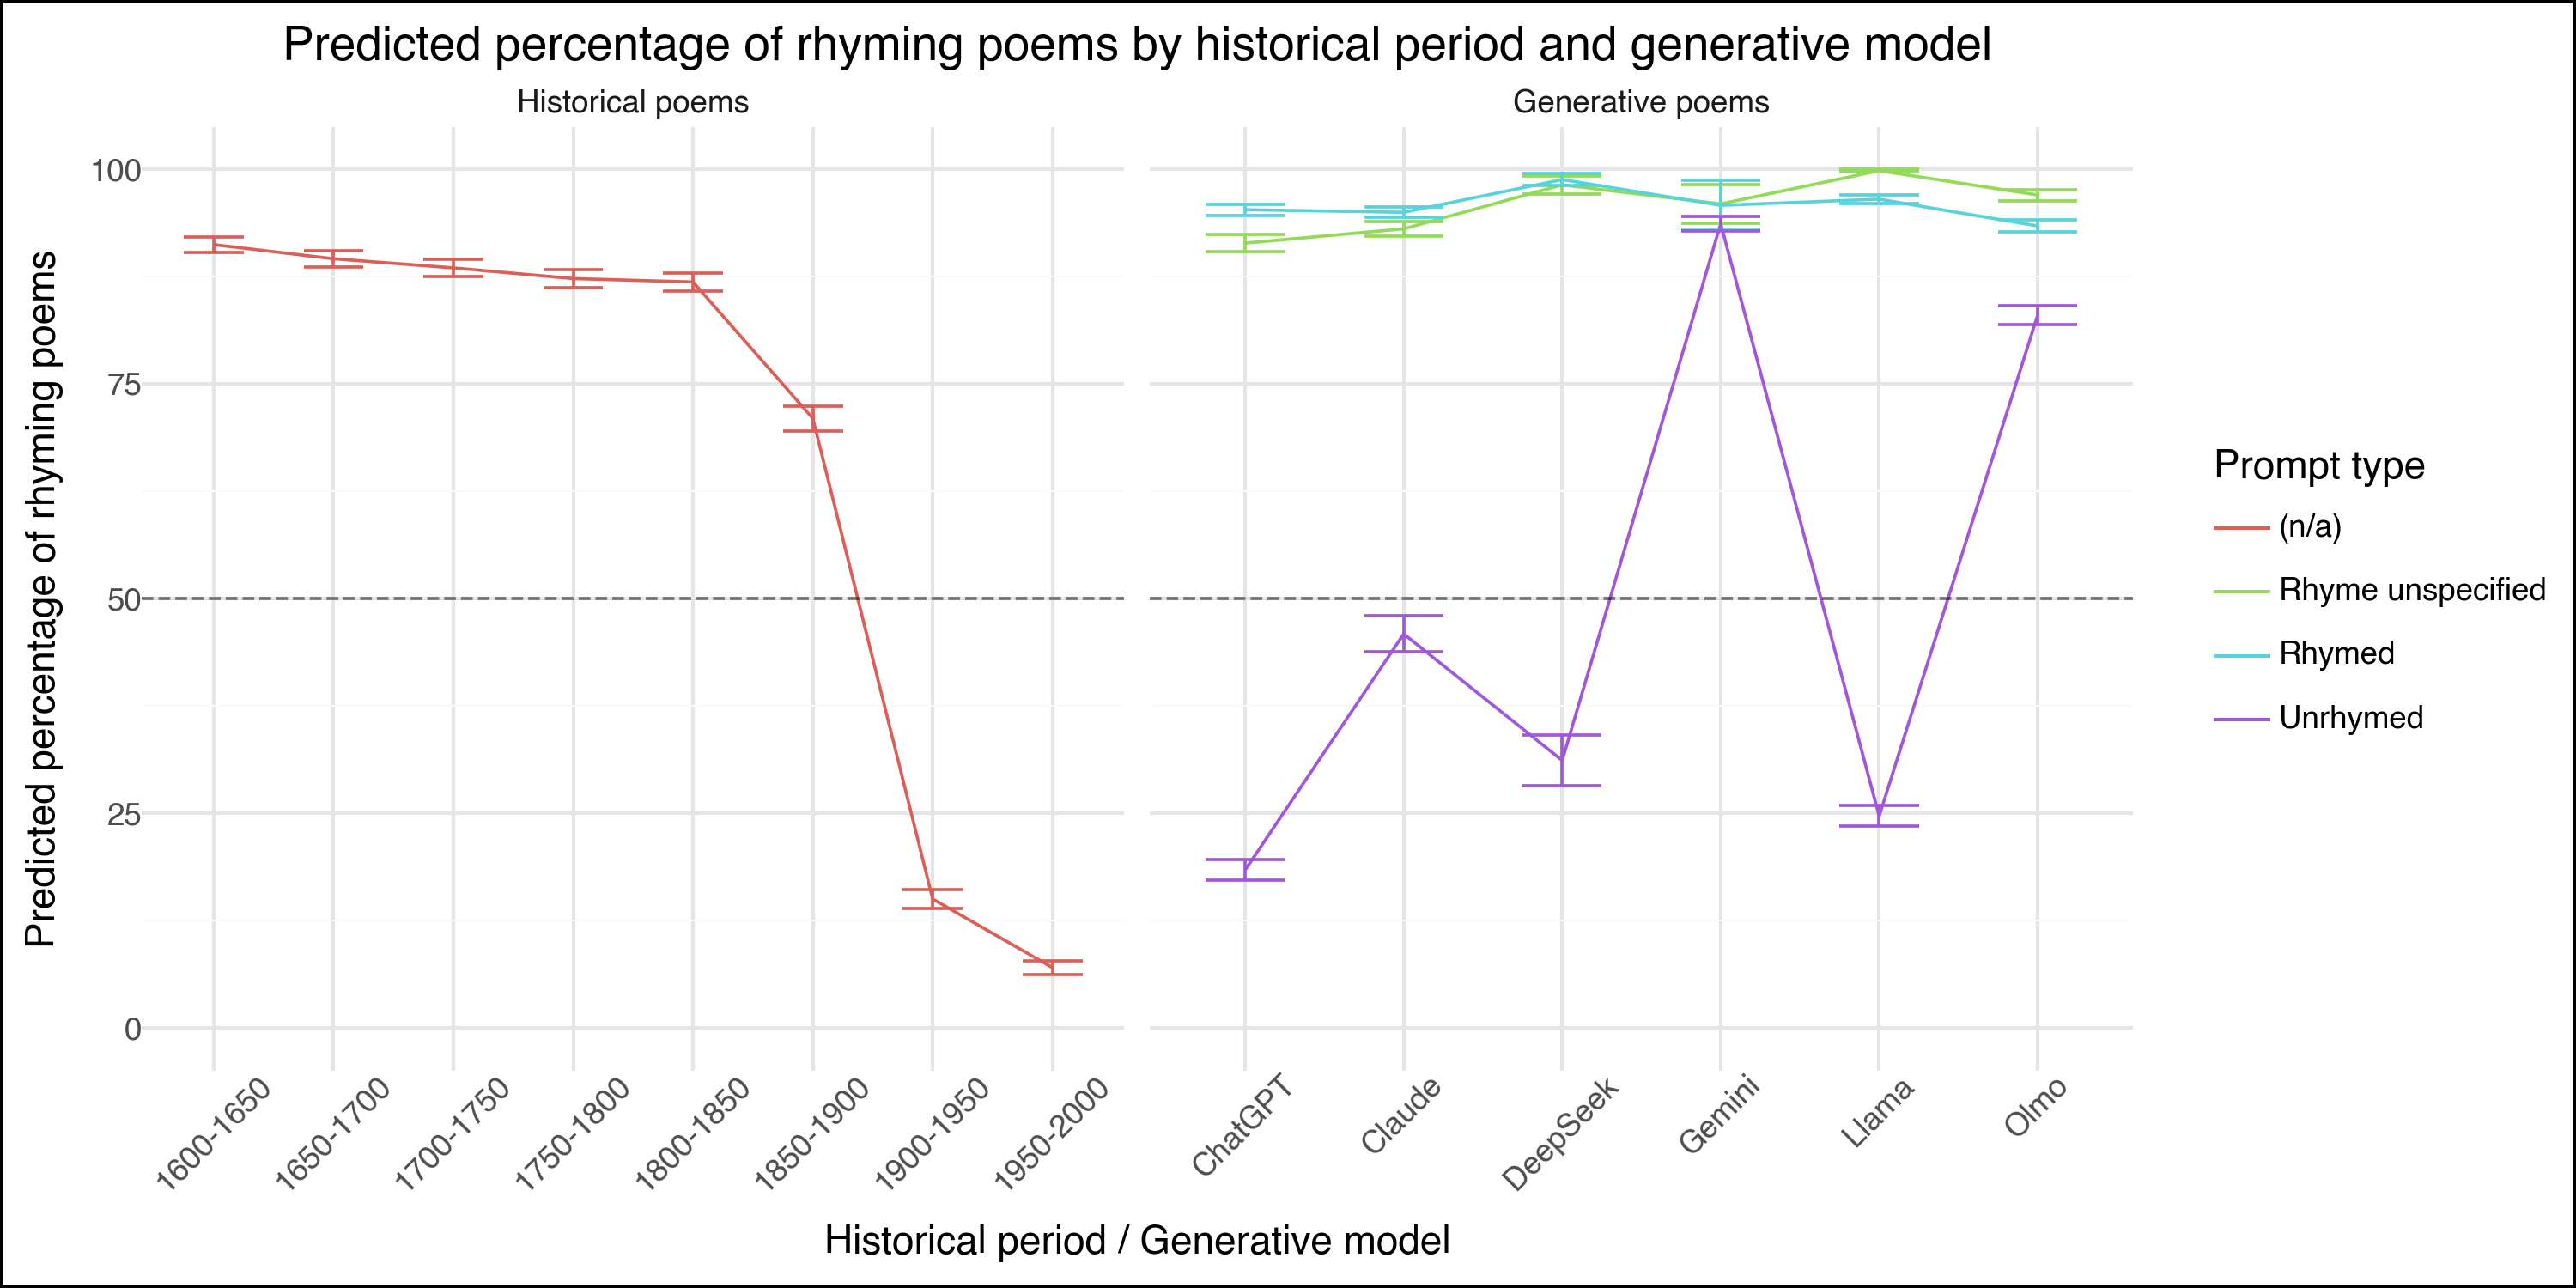 Predicted percentage of rhyming poems by historical period and generative model
Historical poems
Generative poems
Predicted percentage of rhyming poems
100
75
50
25
0
1600-1650
1650-1700
1700-1750
1750-1800
1800-1850
1850-1900
1900-1950
1950-2000
ChatGPT
Claude
DeepSeek
Gemini
Llama
Olmo
Historical period / Generative model
Prompt type
(n/a)
Rhyme unspecified
Rhymed
Unrhymed